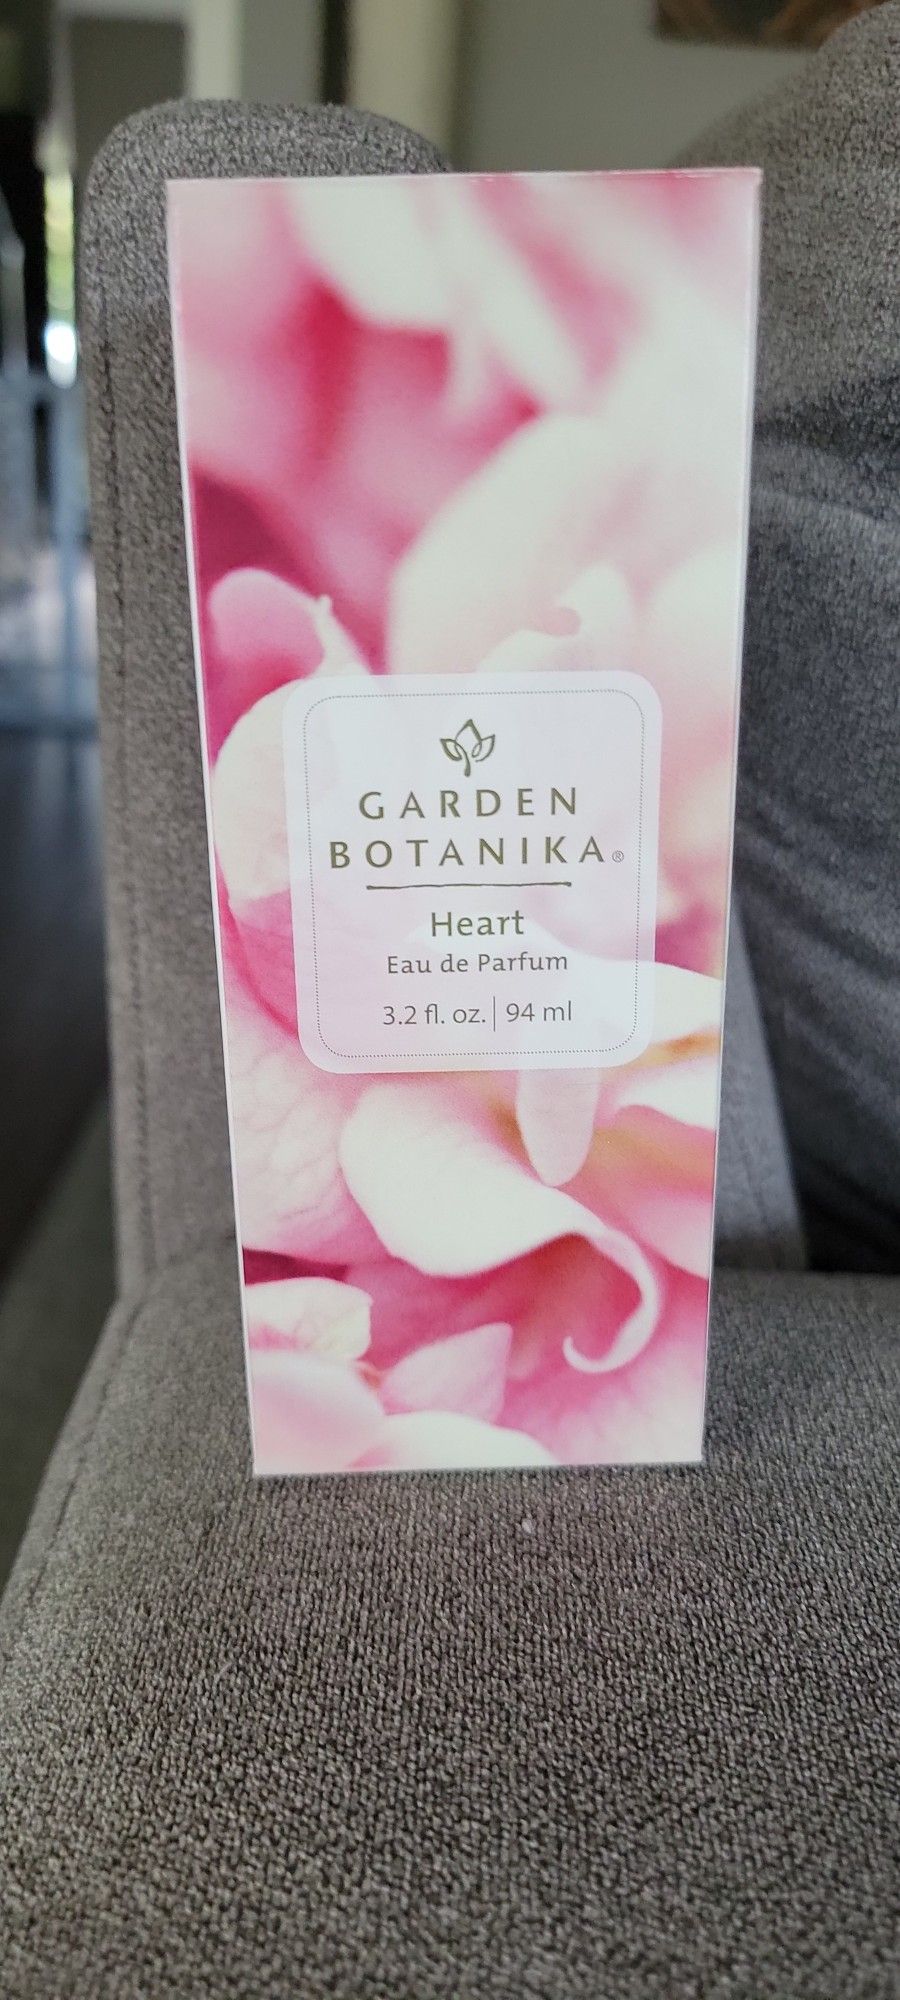 GARDEN
BOTANIKA®
Heart
Eau de Parfum
3.2 fl. oz. | 94 ml